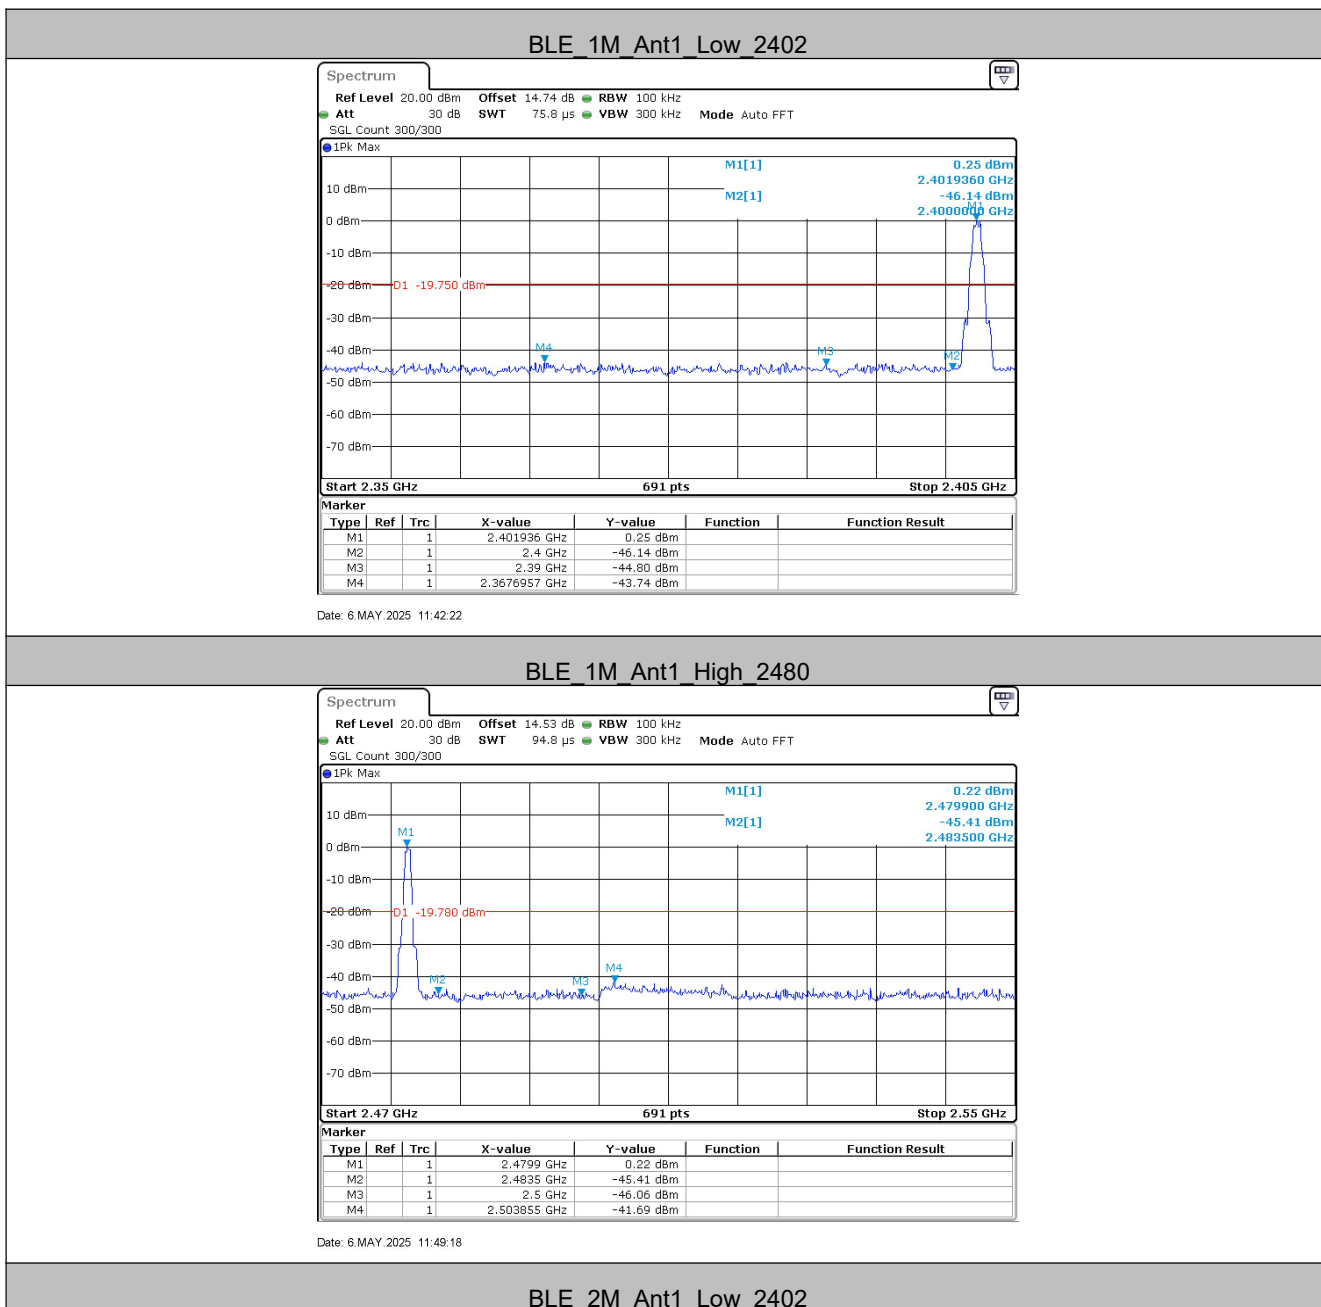 BLE_1M_Ant1_Low_2402
Spectrum
Ref Level 20.00 dBm Offset 14.74 dB RBW 100 kHz
Att 30 dB SWT 75.8 µs VBW 300 kHz Mode Auto FFT
SGL Count 300/300
1Pk Max
M1[1] 0.25 dBm
2.4019360 GHz
M2[1] -46.14 dBm
2.4000000 GHz
M1
10 dBm
0 dBm
-10 dBm
-20 dBm D1 -19.750 dBm
-30 dBm
-40 dBm
M4 M3 M2
-50 dBm
-60 dBm
-70 dBm
Start 2.35 GHz 691 pts Stop 2.405 GHz
Marker
Type Ref Trc X-value Y-value Function Function Result
M1 1 2.401936 GHz 0.25 dBm
M2 1 2.4 GHz -46.14 dBm
M3 1 2.39 GHz -44.80 dBm
M4 1 2.3676957 GHz -43.74 dBm
Date: 6.MAY.2025 11:42:22
BLE_1M_Ant1_High_2480
Spectrum
Ref Level 20.00 dBm Offset 14.53 dB RBW 100 kHz
Att 30 dB SWT 94.8 µs VBW 300 kHz Mode Auto FFT
SGL Count 300/300
1Pk Max
M1[1] 0.22 dBm
2.479900 GHz
M2[1] -45.41 dBm
2.483500 GHz
10 dBm
M1
0 dBm
-10 dBm
-20 dBm D1 -19.780 dBm
-30 dBm
-40 dBm
M2 M3 M4
-50 dBm
-60 dBm
-70 dBm
Start 2.47 GHz 691 pts Stop 2.55 GHz
Marker
Type Ref Trc X-value Y-value Function Function Result
M1 1 2.4799 GHz 0.22 dBm
M2 1 2.4835 GHz -45.41 dBm
M3 1 2.5 GHz -46.06 dBm
M4 1 2.503855 GHz -41.69 dBm
Date: 6.MAY.2025 11:49:18
BLE_2M_Ant1_Low_2402